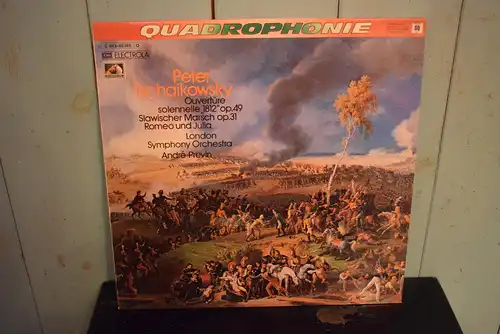 QUADROPHONIE
EMI ELECTROLA
Peter
Tschaikowsky
Ouvertüre
solennelle "1812" op.49
Slawischer Marsch op.31
Romeo und Julia
London
Symphony Orchestra
André Previn